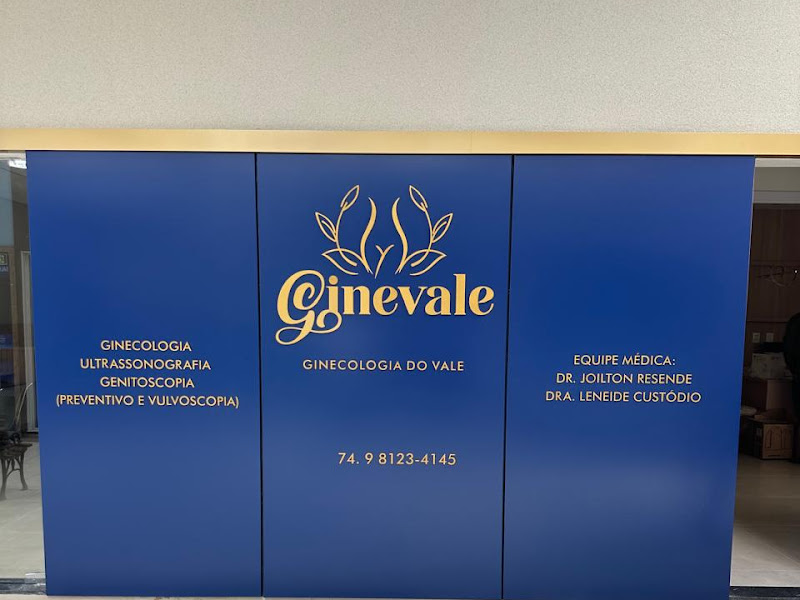 GINECOLOGIA
ULTRASSONOGRAFIA
GENITOSCOPIA
(PREVENTIVO E VULVOSCOPIA)
Ginevale
GINECOLOGIA DO VALE
74. 9 8123-4145
EQUIPE MÉDICA:
DR. JOILTON RESENDE
DRA. LENEIDE CUSTÓDIO